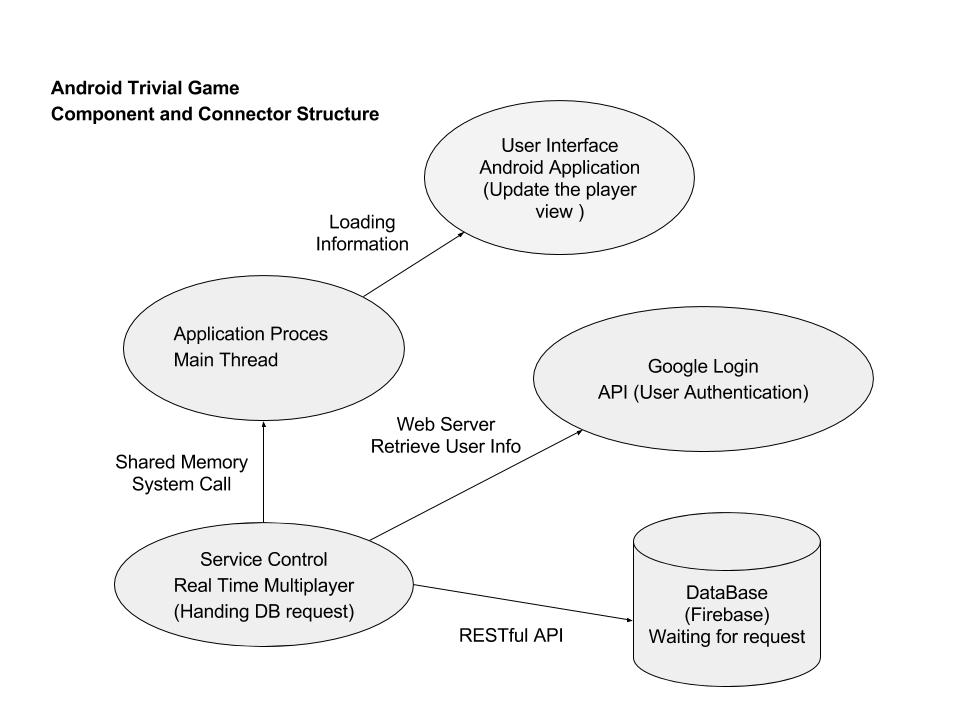 Android Trivial Game
Component and Connector Structure
User Interface
Android Application
(Update the player
view )
Loading
Information
Application Proces
Main Thread
Google Login
API (User Authentication)
Web Server
Retrieve User Info
Shared Memory
System Call
Service Control
Real Time Multiplayer
(Handing DB request)
DataBase
(Firebase)
Waiting for request
RESTful API